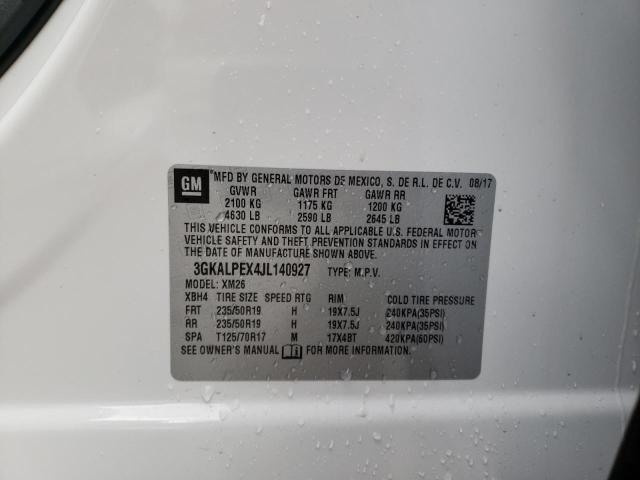 GM *MFD BY GENERAL MOTORS DE MEXICO, S. DE R.L. DE C.V. 08/17
GVWR GAWR FRT GAWR RR
2100 KG 1175 KG 1200 KG
4630 LB 2590 LB 2645 LB
THIS VEHICLE CONFORMS TO ALL APPLICABLE U.S. FEDERAL MOTOR
VEHICLE SAFETY AND THEFT PREVENTION STANDARDS IN EFFECT ON
THE DATE OF MANUFACTURE SHOWN ABOVE.
3GKALPEX4JL140927 TYPE: M.P.V.
MODEL: XM26
XBH4 TIRE SIZE SPEED RTG RIM COLD TIRE PRESSURE
FRT 235/50R19 H 19X7.5J 240KPA(35PSI)
RR 235/50R19 H 19X7.5J 240KPA(35PSI)
SPA T125/70R17 M 17X4BT 420KPA(60PSI)
SEE OWNER'S MANUAL FOR MORE INFORMATION.